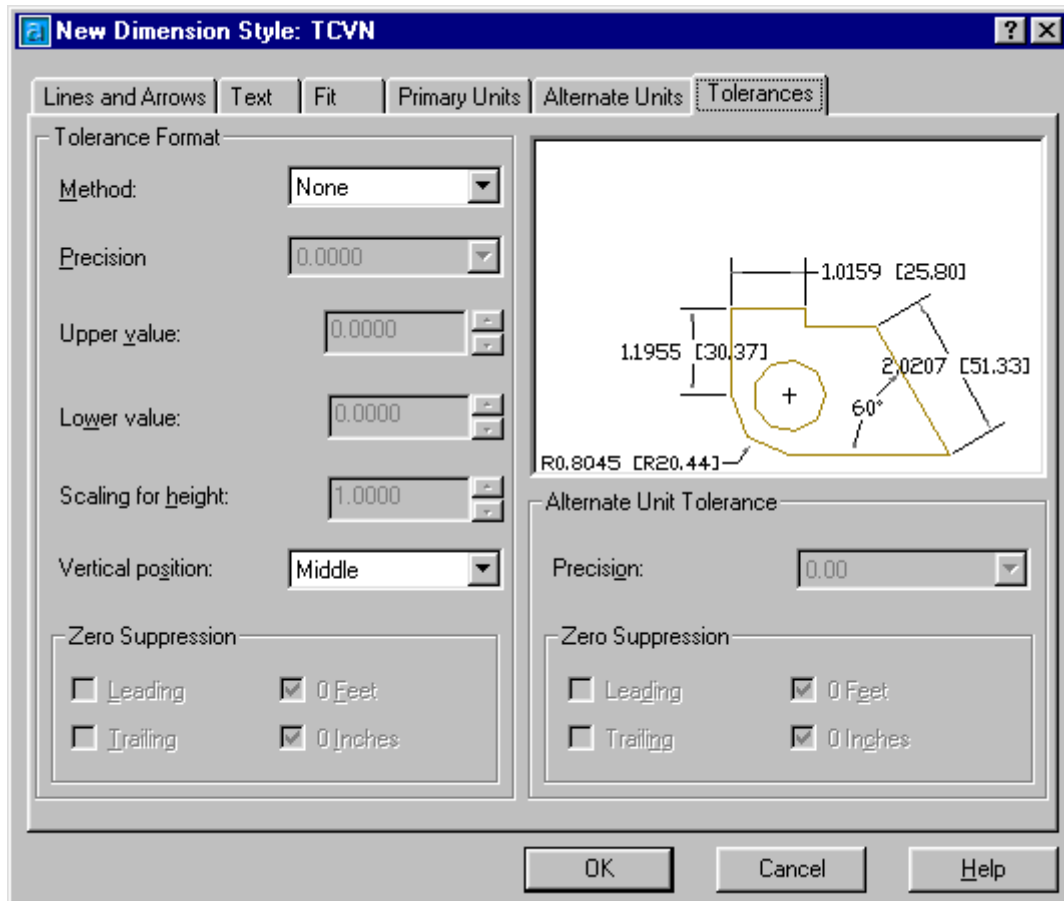 New Dimension Style: TCVN
Lines and Arrows Text Fit Primary Units Alternate Units Tolerances
Tolerance Format
Method: None
Precision 0.0000
Upper value: 0.0000
Lower value: 0.0000
Scaling for height: 1.0000
Vertical position: Middle
Zero Suppression
Leading 0 Feet
Trailing 0 Inches
1.0159 [25.80]
1.1955 [30.37]
2.0207 [51.33]
60°
R0.8045 [R20.44]
Alternate Unit Tolerance
Precision: 0.00
Zero Suppression
Leading 0 Feet
Trailing 0 Inches
OK Cancel Help